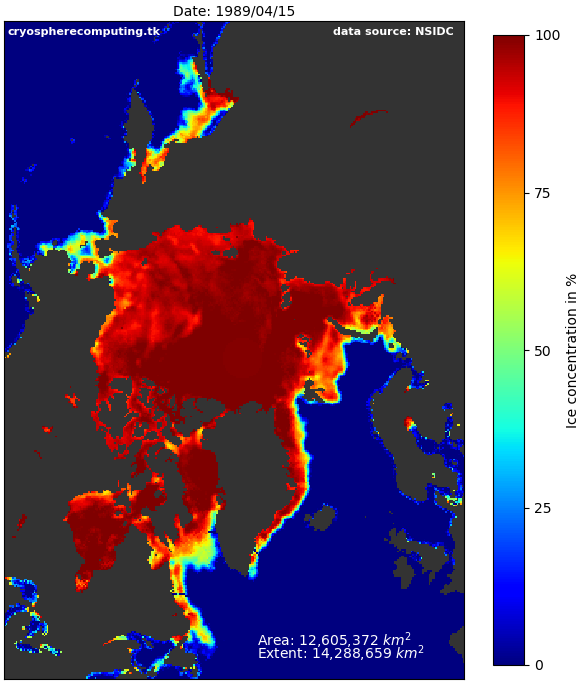 Date: 1989/04/15
cryospherecomputing.tk
data source: NSIDC
100
75
50
25
0
Ice concentration in %
Area: 12,605,372 km²
Extent: 14,288,659 km²